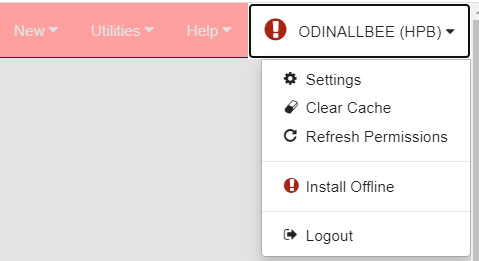 New Utilities Help ODINALLBEE (HPB)
Settings
Clear Cache
Refresh Permissions
Install Offline
Logout